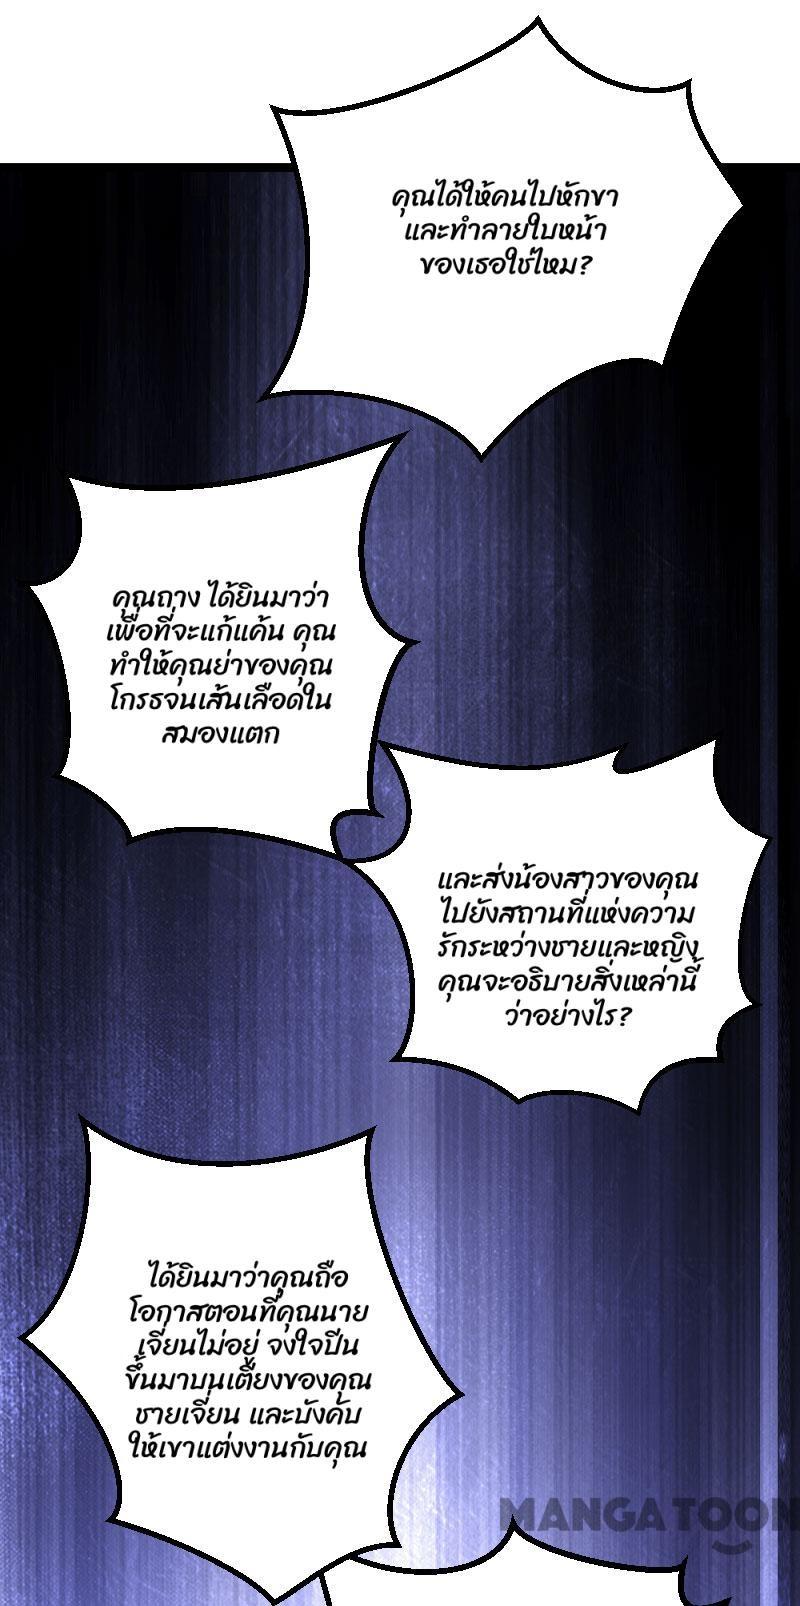 คุณได้ให้คนไปหักขา
และทำลายใบหน้า
ของเธอใช่ไหม?
คุณถาง ได้ยินมาว่า
เพื่อที่จะแก้แค้น คุณ
ทำให้คุณย่าของคุณ
โกรธจนเส้นเลือดใน
สมองแตก
และส่งน้องสาวของคุณ
ไปยังสถานที่แห่งความ
รักระหว่างชายและหญิง
คุณจะอธิบายสิ่งเหล่านี้
ว่าอย่างไร?
ได้ยินมาว่าคุณถือ
โอกาสตอนที่คุณนาย
เจี่ยนไม่อยู่ จงใจปีน
ขึ้นมาบนเตียงของคุณ
ชายเจี่ยน และบังคับ
ให้เขาแต่งงานกับคุณ
MANGATOON